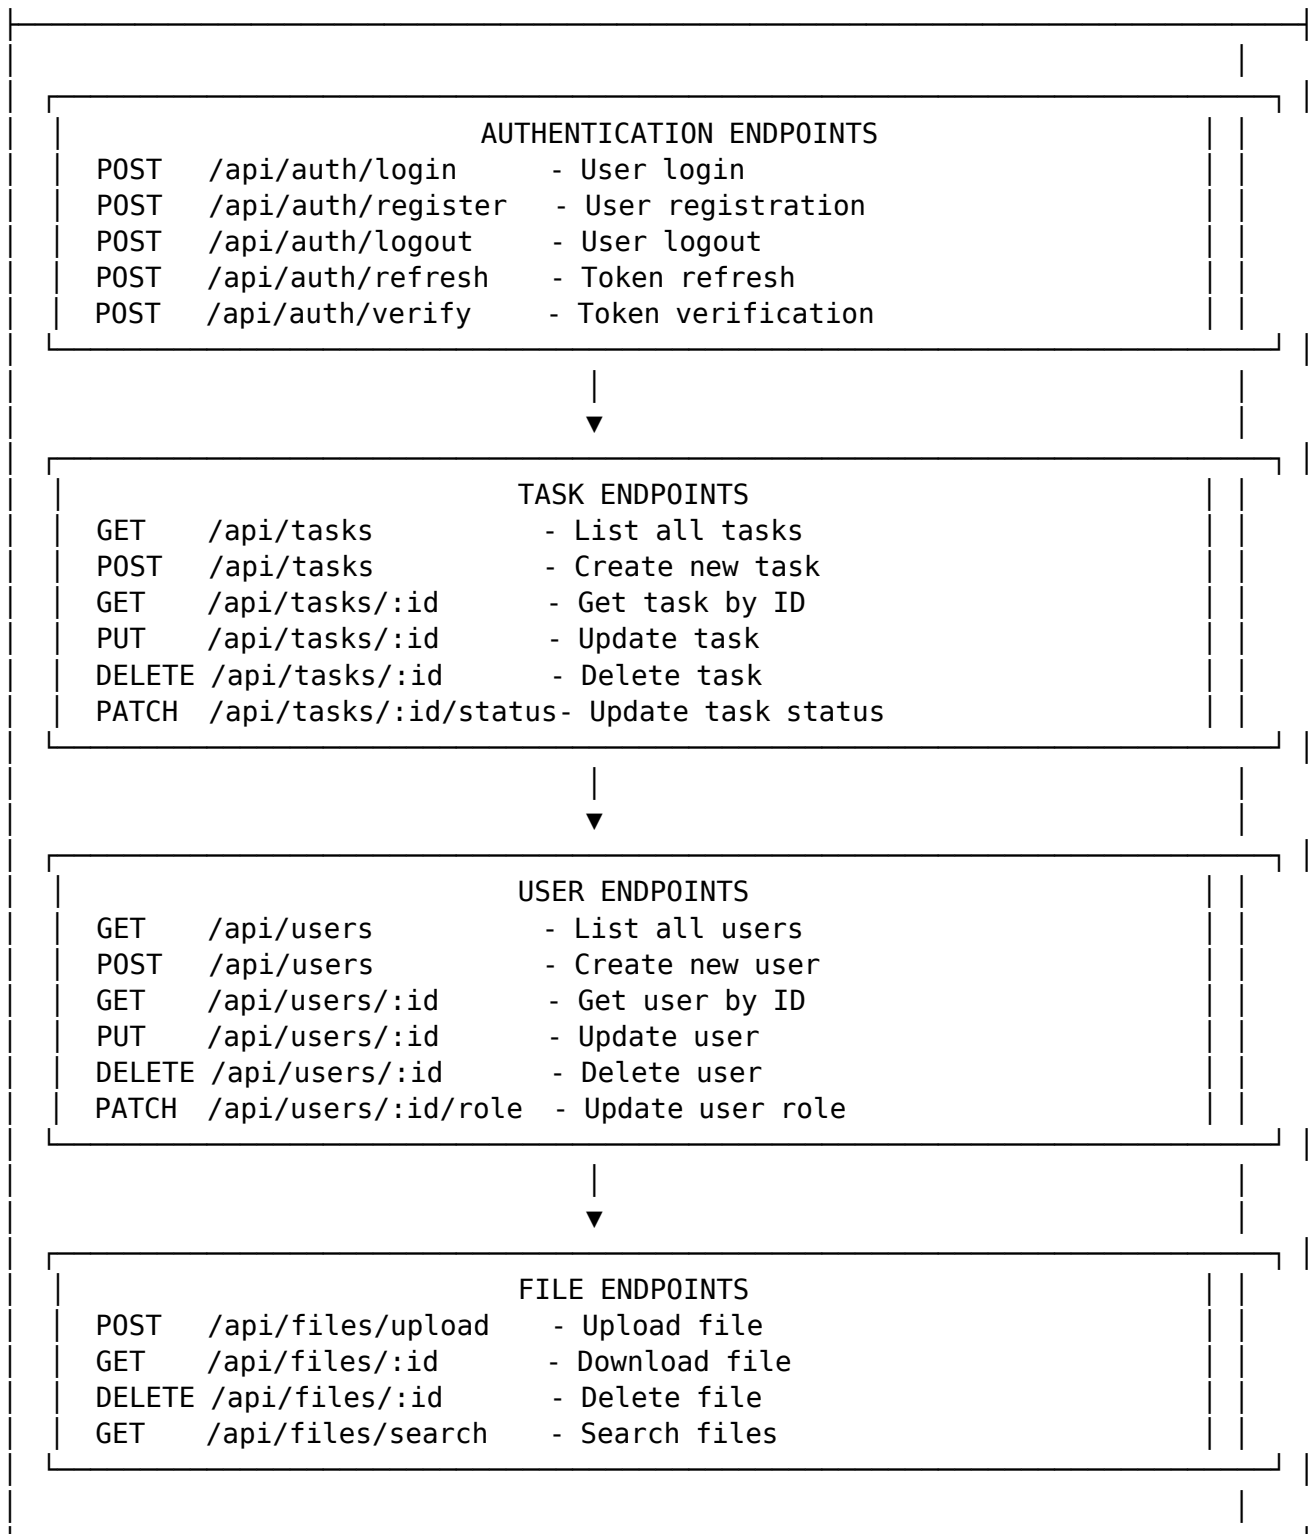 AUTHENTICATION ENDPOINTS
POST /api/auth/login - User login
POST /api/auth/register - User registration
POST /api/auth/logout - User logout
POST /api/auth/refresh - Token refresh
POST /api/auth/verify - Token verification
▼
TASK ENDPOINTS
GET /api/tasks - List all tasks
POST /api/tasks - Create new task
GET /api/tasks/:id - Get task by ID
PUT /api/tasks/:id - Update task
DELETE /api/tasks/:id - Delete task
PATCH /api/tasks/:id/status- Update task status
▼
USER ENDPOINTS
GET /api/users - List all users
POST /api/users - Create new user
GET /api/users/:id - Get user by ID
PUT /api/users/:id - Update user
DELETE /api/users/:id - Delete user
PATCH /api/users/:id/role - Update user role
▼
FILE ENDPOINTS
POST /api/files/upload - Upload file
GET /api/files/:id - Download file
DELETE /api/files/:id - Delete file
GET /api/files/search - Search files